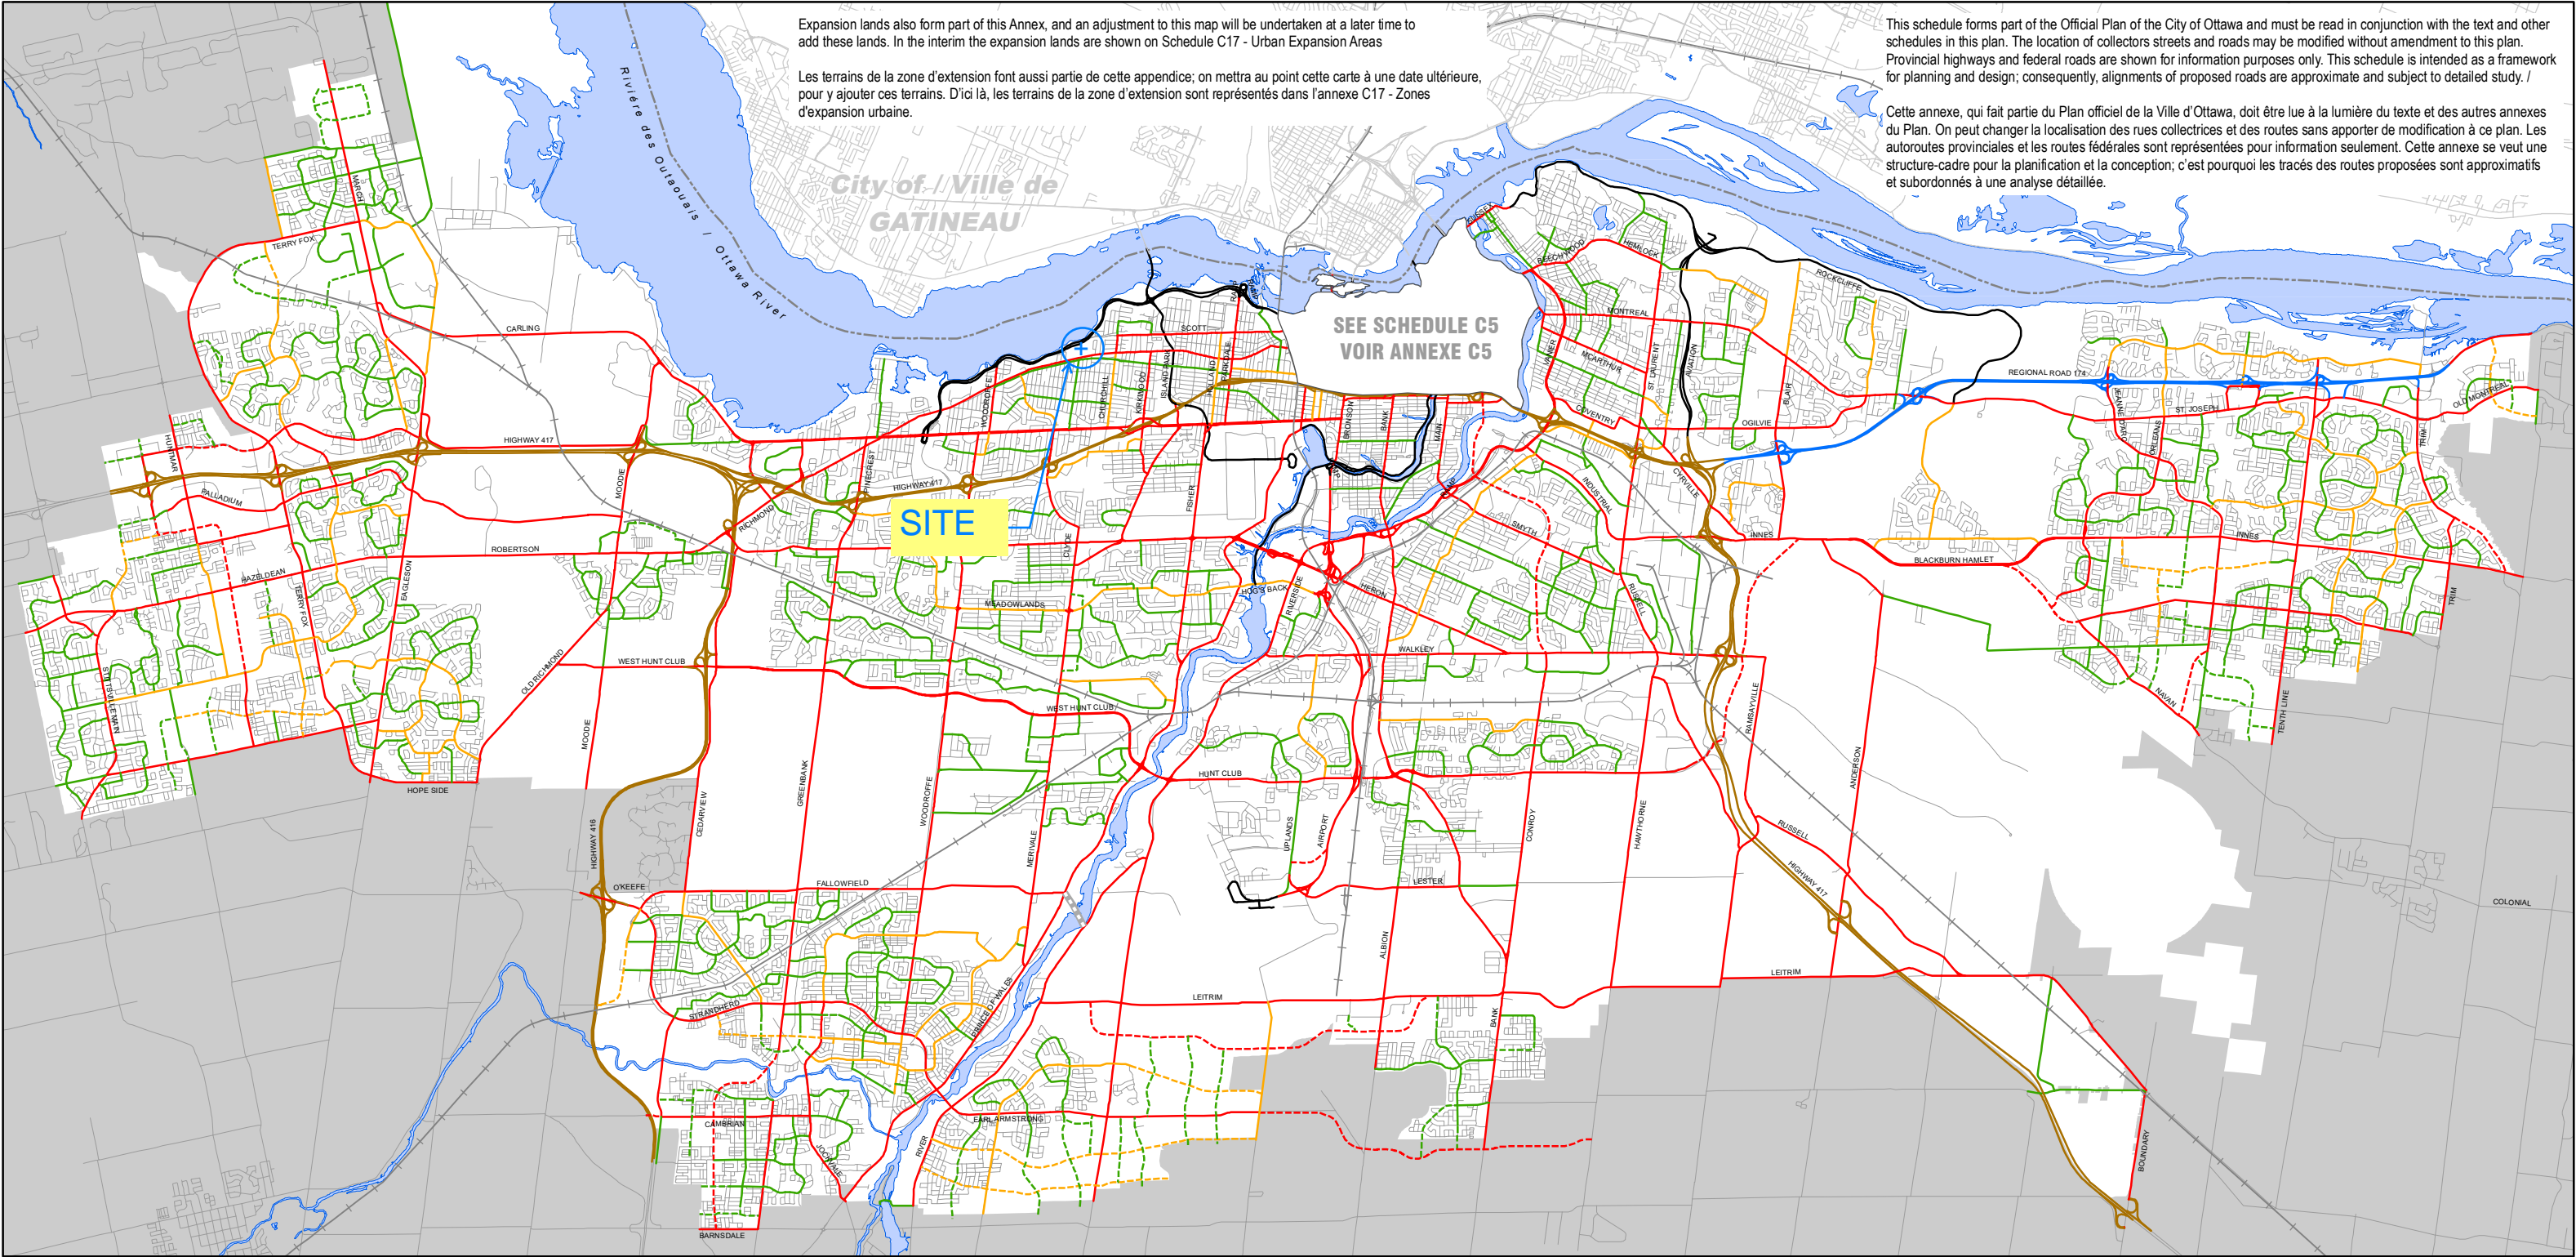 Expansion lands also form part of this Annex, and an adjustment to this map will be undertaken at a later time to
add these lands. In the interim the expansion lands are shown on Schedule C17 - Urban Expansion Areas
Les terrains de la zone d'extension font aussi partie de cette appendice; on mettra au point cette carte à une date ultérieure,
pour y ajouter ces terrains. D'ici là, les terrains de la zone d'extension sont représentés dans l'annexe C17 - Zones
d'expansion urbaine.
This schedule forms part of the Official Plan of the City of Ottawa and must be read in conjunction with the text and other
schedules in this plan. The location of collectors streets and roads may be modified without amendment to this plan.
Provincial highways and federal roads are shown for information purposes only. This schedule is intended as a framework
for planning and design; consequently, alignments of proposed roads are approximate and subject to detailed study. /
Cette annexe, qui fait partie du Plan officiel de la Ville d'Ottawa, doit être lue à la lumière du texte et des autres annexes
du Plan. On peut changer la localisation des rues collectrices et des routes sans apporter de modification à ce plan. Les
autoroutes provinciales et les routes fédérales sont représentées pour information seulement. Cette annexe se veut une
structure-cadre pour la planification et la conception; c'est pourquoi les tracés des routes proposées sont approximatifs
et subordonnés à une analyse détaillée.
Rivière des Outaouais / Ottawa River
City of / Ville de
GATINEAU
SEE SCHEDULE C5
VOIR ANNEXE C5
SITE
MARCH
TERRY FOX
CARLING
HIGHWAY 417
HUNTMAR
PALLADIUM
MOODIE
ROBERTSON
HAZELDEAN
TERRY FOX
EAGLESON
STITTSVILLE MAIN
OLD RICHMOND
WEST HUNT CLUB
MOODIE
HOPE SIDE
HIGHWAY 416
CEDARVIEW
GREENBANK
WOODROFFE
MERIVALE
O'KEEFE
FALLOWFIELD
STRANDHERD
PRINCE OF WALES
CAMBRIAN
JOCKVALE
BARNSDALE
RIVER
EARL ARMSTRONG
LEITRIM
RICHMOND
PINECREST
HIGHWAY 417
WOODROFFE
CHURCHILL
KIRKWOOD
ISLAND PARK
SCOTT
HOLLAND
PARKDALE
FISHER
CLYDE
MEADOWLANDS
HOG'S BACK
WEST HUNT CLUB
BRONSON
BANK
MAIN
RIVERSIDE
HERON
WALKLEY
HUNT CLUB
UPLANDS
AIRPORT
LESTER
ALBION
BANK
CONROY
HAWTHORNE
SMYTH
INDUSTRIAL
RUSSELL
BEECHWOOD
HEMLOCK
MONTREAL
VANIER
MCARTHUR
ST. LAURENT
AVIATION
COVENTRY
CYRVILLE
BLAIR
OGILVIE
ROCKCLIFFE
REGIONAL ROAD 174
JEANNE D'ARC
ST. JOSEPH
ORLEANS
TRIM
OLD MONTREAL
INNES
BLACKBURN HAMLET
INNES
TRIM
TENTH LINE
NAVAN
RAMSAYVILLE
ANDERSON
RUSSELL
HIGHWAY 417
LEITRIM
COLONIAL
BOUNDARY